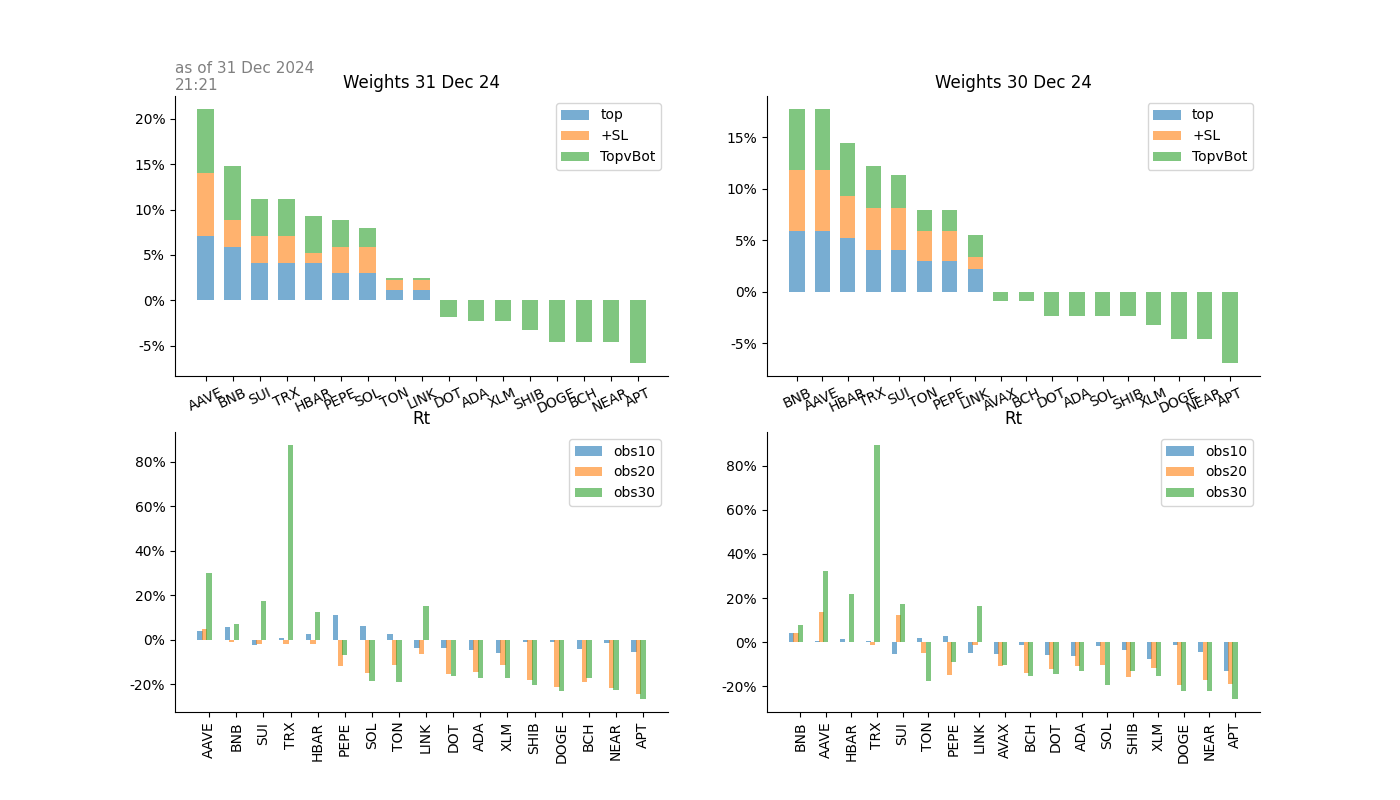 as of 31 Dec 2024
21:21
Weights 31 Dec 24
20%
15%
10%
5%
0%
-5%
top
+SL
TopvBot
AAVE BNB SUI TRX HBAR PEPE SOL TON LINK DOT ADA XLM SHIB DOGE BCH NEAR APT
Weights 30 Dec 24
15%
10%
5%
0%
-5%
top
+SL
TopvBot
BNB AAVE HBAR TRX SUI TON PEPE LINK AVAX BCH DOT ADA SOL SHIB XLM DOGE NEAR APT
Rt
80%
60%
40%
20%
0%
-20%
obs10
obs20
obs30
AAVE BNB SUI TRX HBAR PEPE SOL TON LINK DOT ADA XLM SHIB DOGE BCH NEAR APT
Rt
80%
60%
40%
20%
0%
-20%
obs10
obs20
obs30
BNB AAVE HBAR TRX SUI TON PEPE LINK AVAX BCH DOT ADA SOL SHIB XLM DOGE NEAR APT